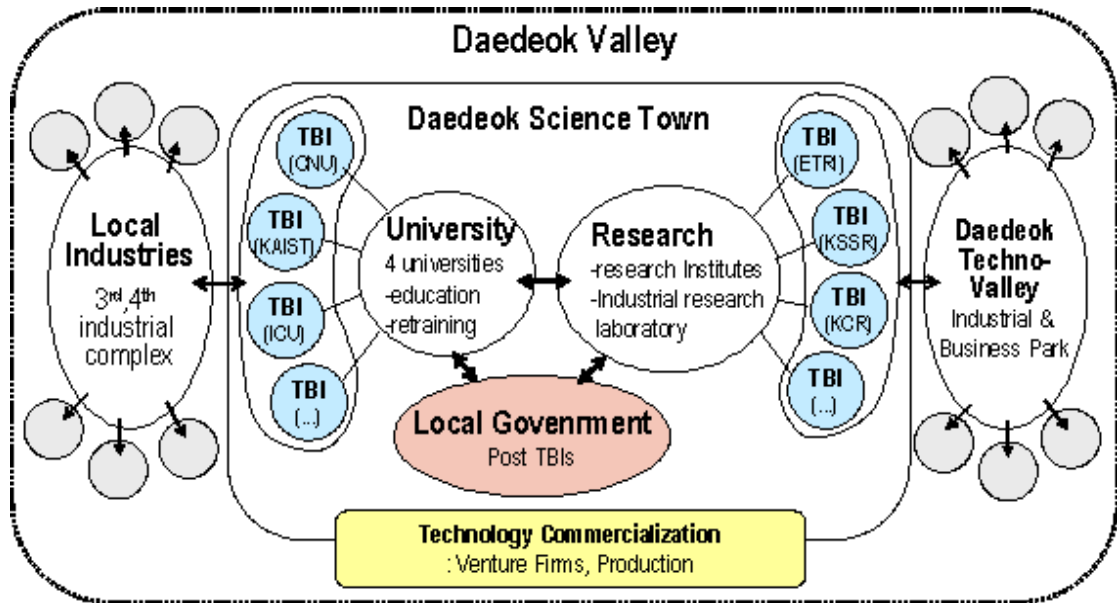 Daedeok Valley
Daedeok Science Town
TBI
(CNU)
TBI
(KAIST)
TBI
(ICU)
TBI
(...)
TBI
(ETRI)
TBI
(KSSR)
TBI
(KCR)
TBI
(...)
Local
Industries
3rd,4th
industrial
complex
University
4 universities
-education
-retraining
Research
-research Institutes
-Industrial research
laboratory
Daedeok
Techno-
Valley
Industrial &
Business Park
Local Govenrment
Post TBIs
Technology Commercialization
: Venture Firms, Production